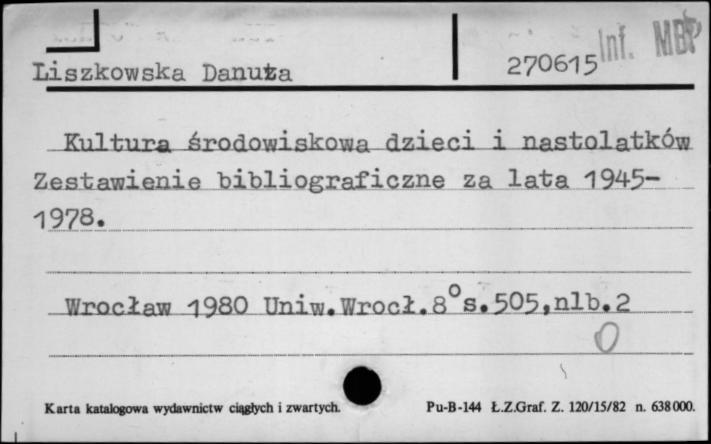 Inf. MBP
Liszkowska Danuta 270615
Kultura środowiskowa dzieci i nastolatków
Zestawienie bibliograficzne za lata 1945-
1978.
Wrocław 1980 Uniw.Wrocł.8° s.505,nlb.2
0
Karta katalogowa wydawnictw ciągłych i zwartych. Pu-B-144 Ł.Z.Graf. Z. 120/15/82 n. 638000.